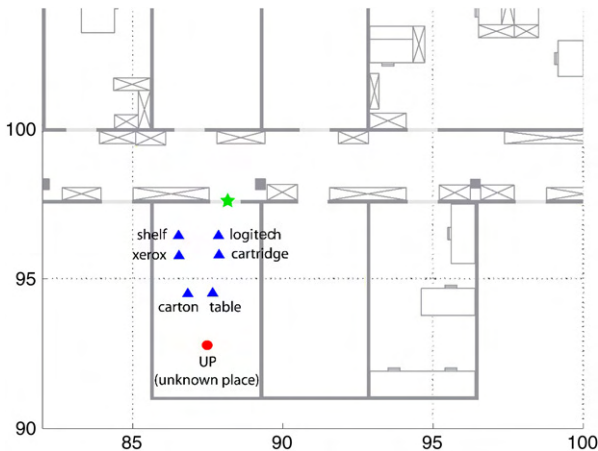 100
shelf logitech
xerox cartridge
95
carton table
UP
(unknown place)
90
85 90 95 100